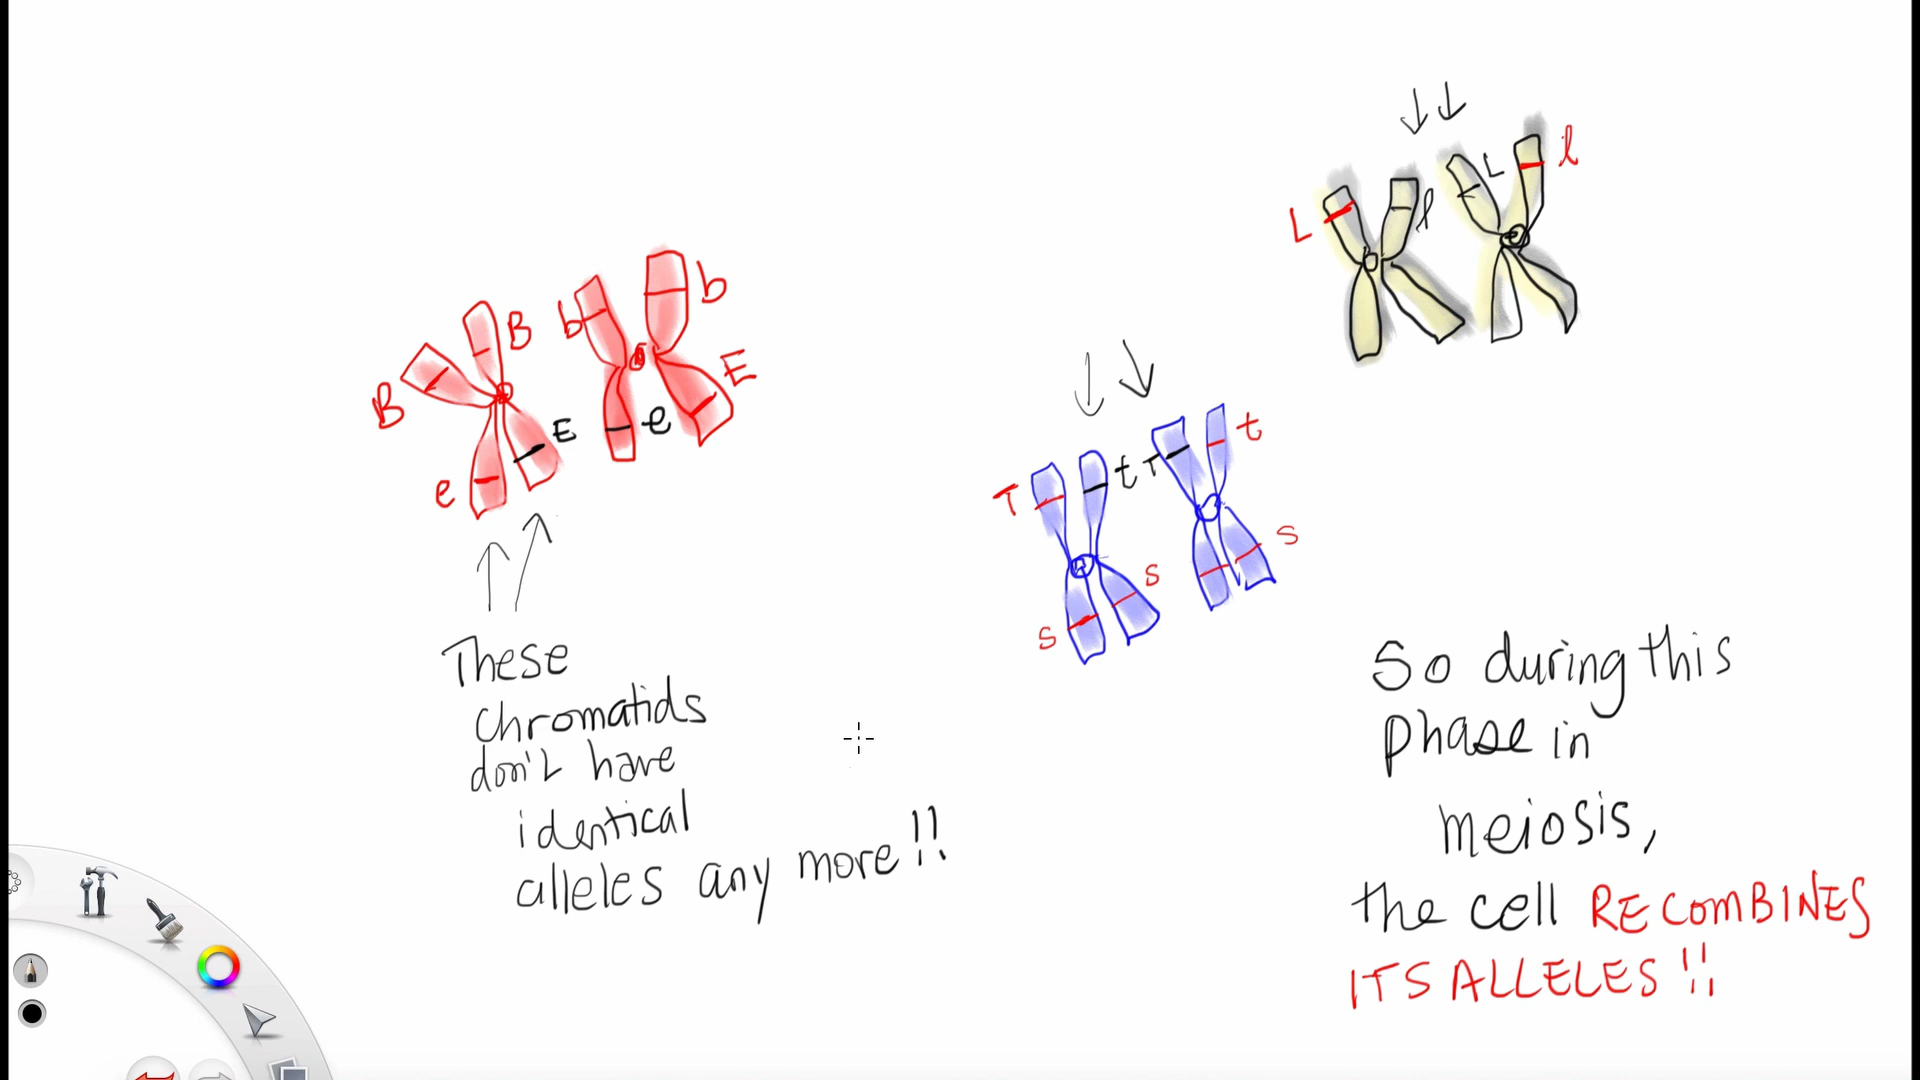 L
l
L
l
B
B
b
b
e
E
e
E
T
t
T
t
s
s
s
These
chromatids
don't have
identical
alleles any more!!
So during this
phase in
meiosis,
the cell RECOMBINES
ITS ALLELES!!